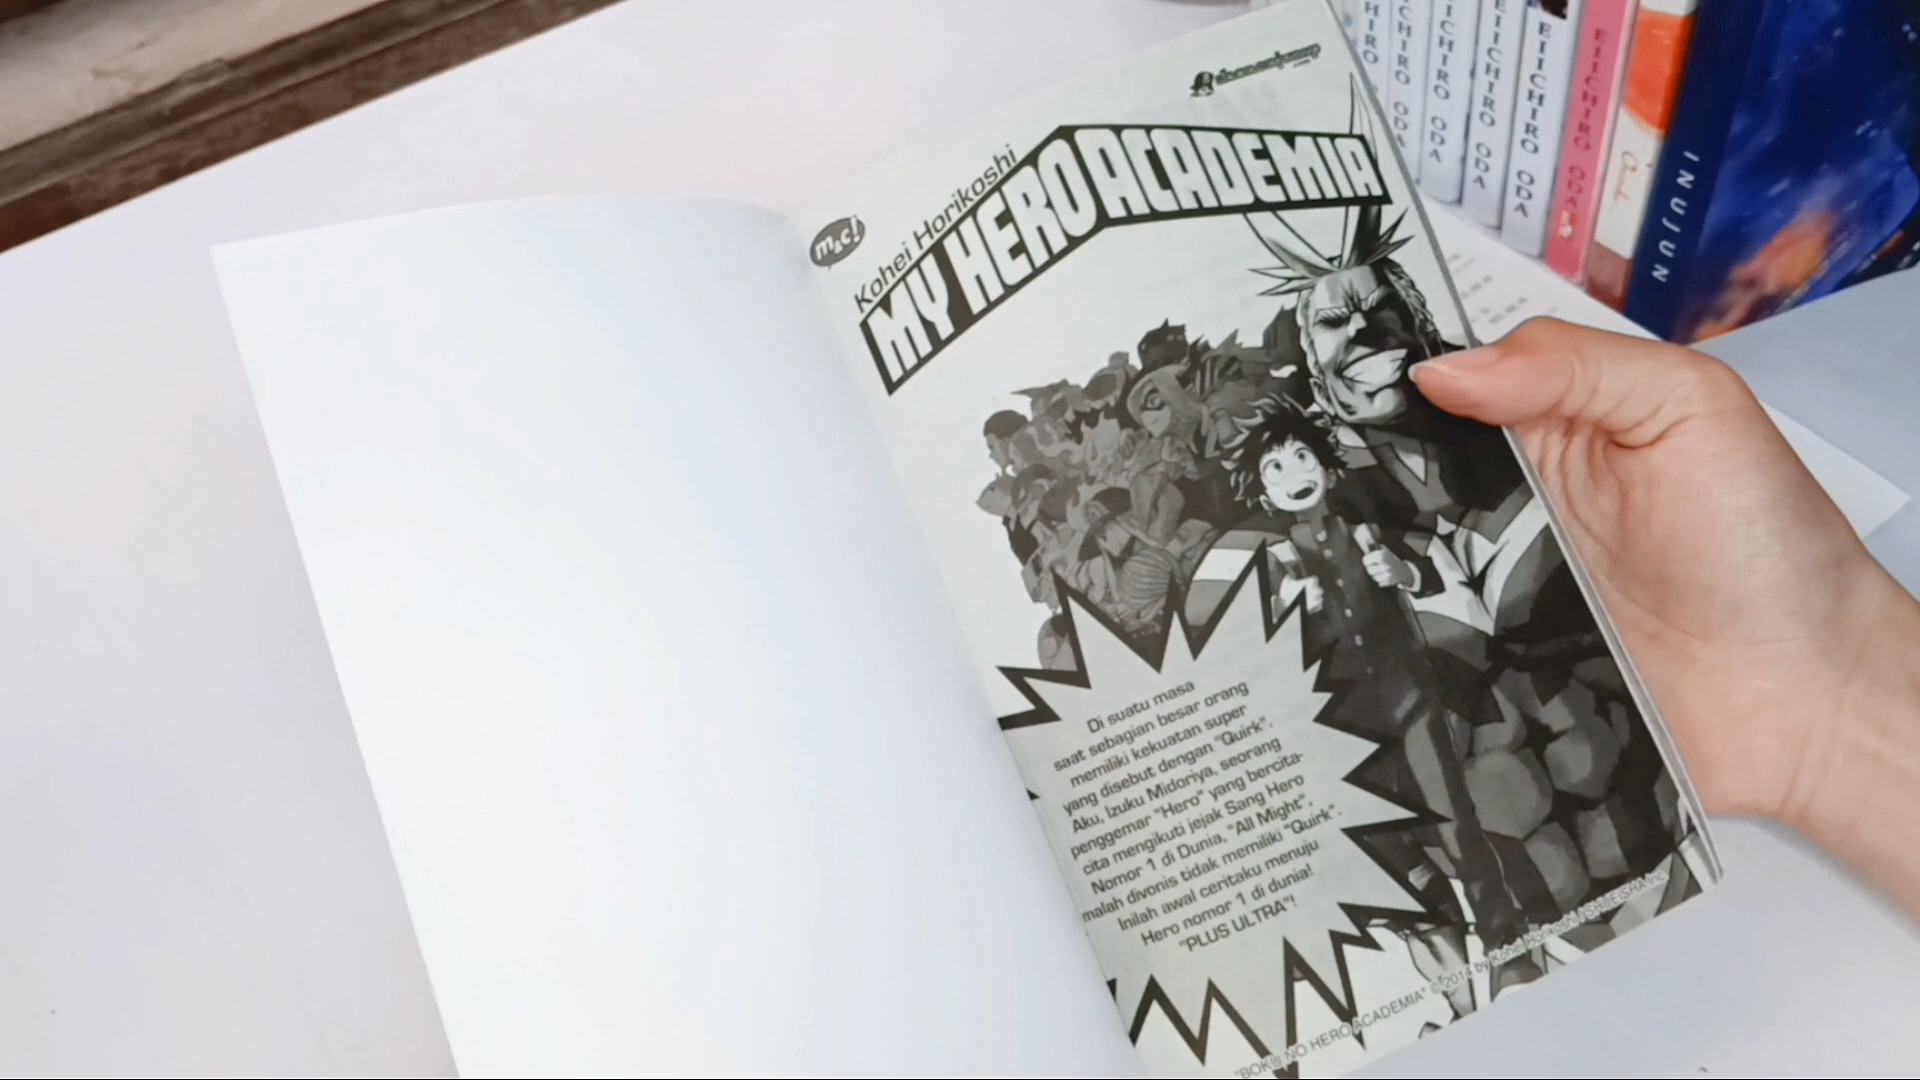 shonenjump
.com
m&c!
Kohei Horikoshi
MY HERO ACADEMIA
Di suatu masa
saat sebagian besar orang
memiliki kekuatan super
yang disebut dengan "Quirk".
Aku, Izuku Midoriya, seorang
penggemar "Hero" yang bercita-
cita mengikuti jejak Sang Hero
Nomor 1 di Dunia, "All Might",
malah divonis tidak memiliki "Quirk".
Inilah awal ceritaku menuju
Hero nomor 1 di dunia!
"PLUS ULTRA"!
"BOKU NO HERO ACADEMIA" © 2014 by Kohei Horikoshi /SHUEISHA Inc.
EIICHIRO ODA
EIICHIRO ODA
EIICHIRO ODA
EIICHIRO ODA
INUJUN